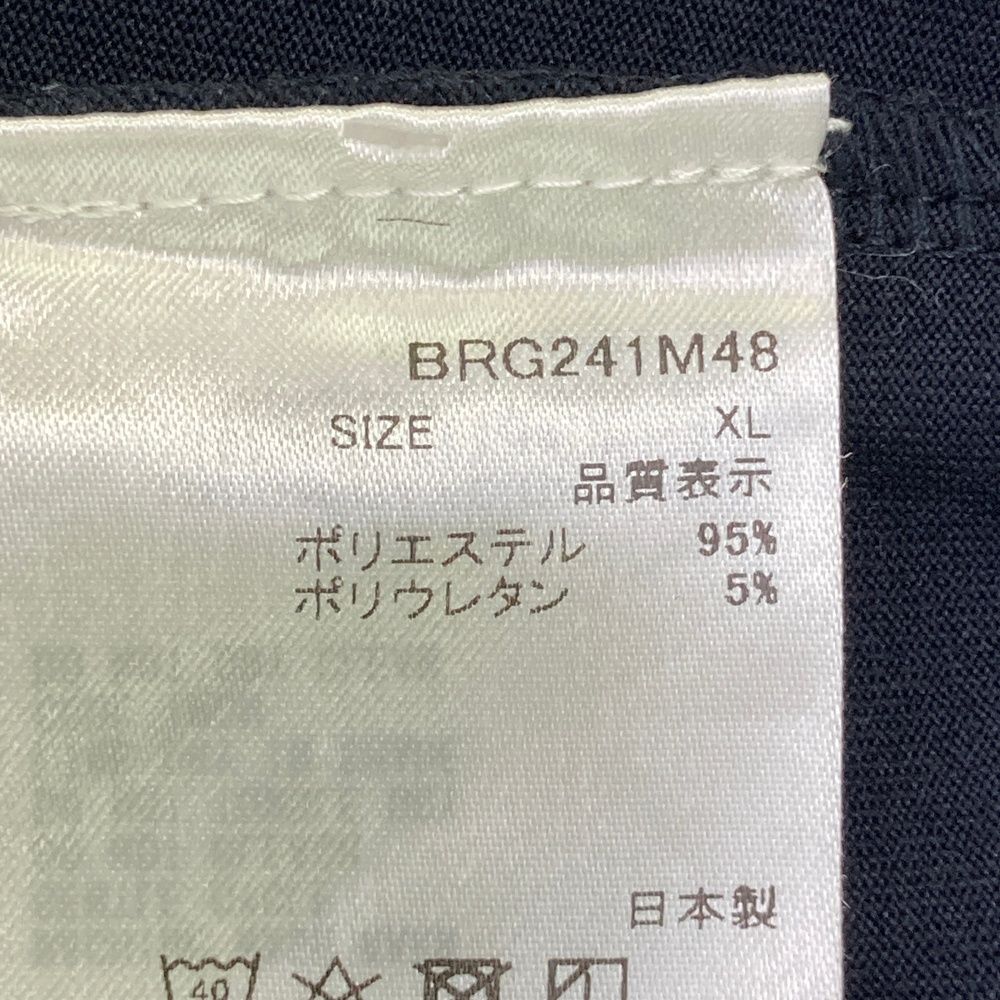 BRG241M48
SIZE XL
品質表示
ポリエステル 95%
ポリウレタン 5%
日本製
40